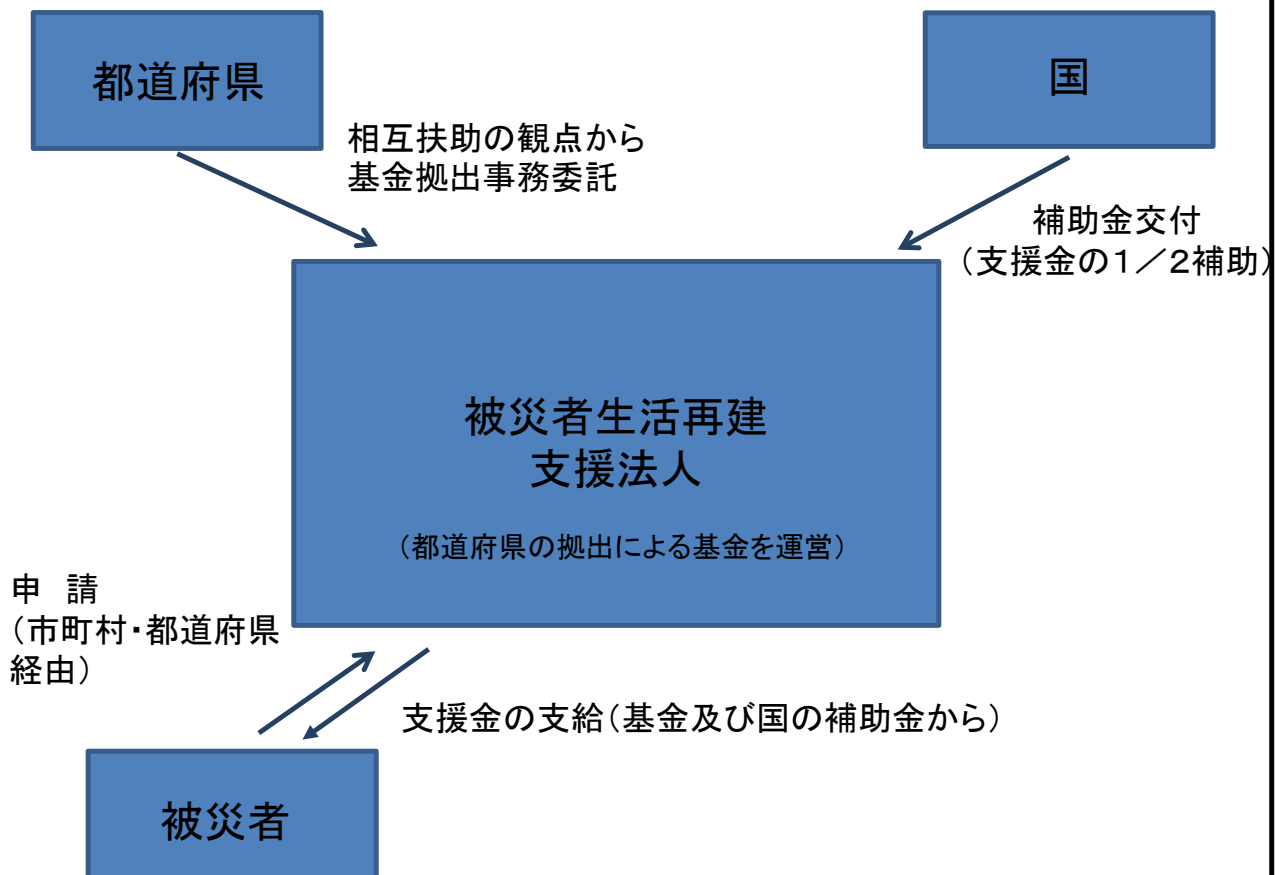 都道府県
国
相互扶助の観点から
基金拠出事務委託
補助金交付
（支援金の１／２補助）
被災者生活再建
支援法人
（都道府県の拠出による基金を運営）
申　請
（市町村・都道府県
経由）
支援金の支給（基金及び国の補助金から）
被災者